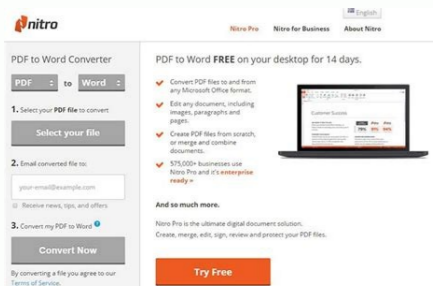 nitro
English
Nitro Pro
Nitro for Business
About Nitro
PDF to Word Converter
PDF to Word
1. Select your PDF file to convert
Select your file
2. Email converted file to:
your-email@example.com
Receive news, tips, and offers
3. Convert my PDF to Word ?
Convert Now
By converting a file you agree to our
Terms of Service.
PDF to Word FREE on your desktop for 14 days.
Convert PDF files to and from
any Microsoft Office format.
Edit any document, including
images, paragraphs and
pages.
Create PDF files from scratch,
or merge and combine
documents.
575,000+ businesses use
Nitro Pro and it's enterprise
ready »
Customer Success
And so much more.
Nitro Pro is the ultimate digital document solution.
Create, merge, edit, sign, review and protect your PDF files.
Try Free